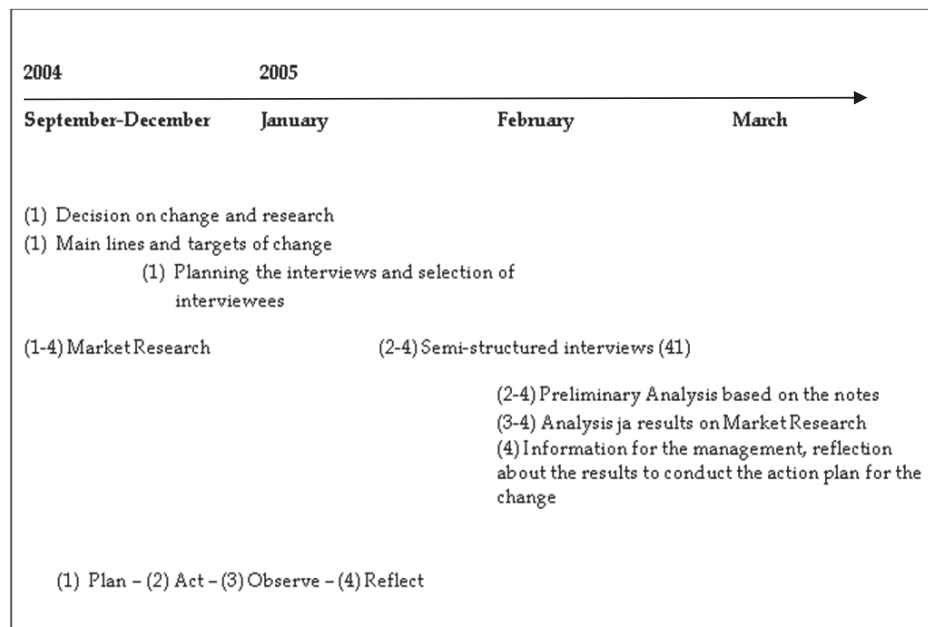 2004 2005
September-December January February March
(1) Decision on change and research
(1) Main lines and targets of change
(1) Planning the interviews and selection of
interviewees
(1-4) Market Research (2-4) Semi-structured interviews (41)
(2-4) Preliminary Analysis based on the notes
(3-4) Analysis ja results on Market Research
(4) Information for the management, reflection
about the results to conduct the action plan for the
change
(1) Plan – (2) Act – (3) Observe – (4) Reflect